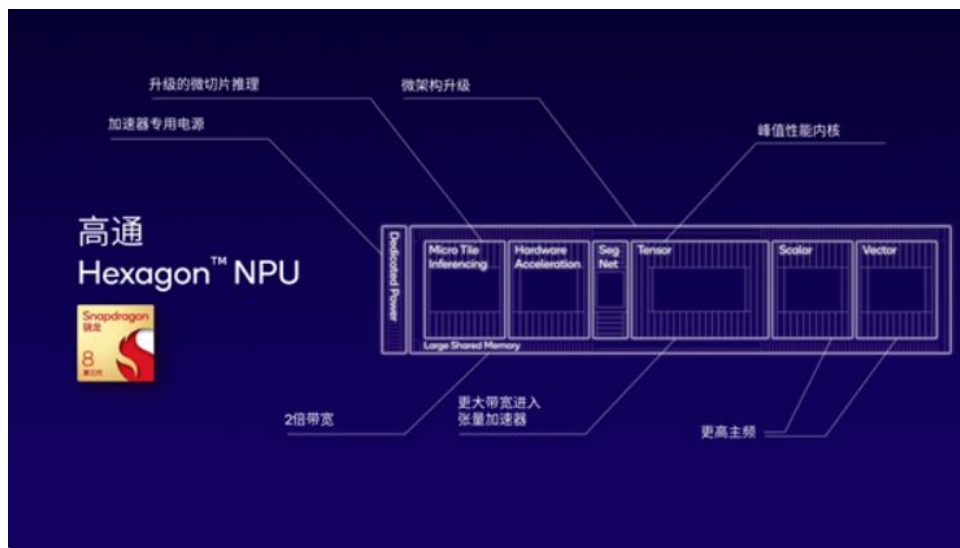 升级的微切片推理
微架构升级
加速器专用电源
峰值性能内核
高通
Hexagon™ NPU
Snapdragon
骁龙
8
第三代
Dedicated Power
Micro Tile
Inferencing
Hardware
Acceleration
Seg
Net
Tensor
Scalar
Vector
Large Shared Memory
2倍带宽
更大带宽进入
张量加速器
更高主频